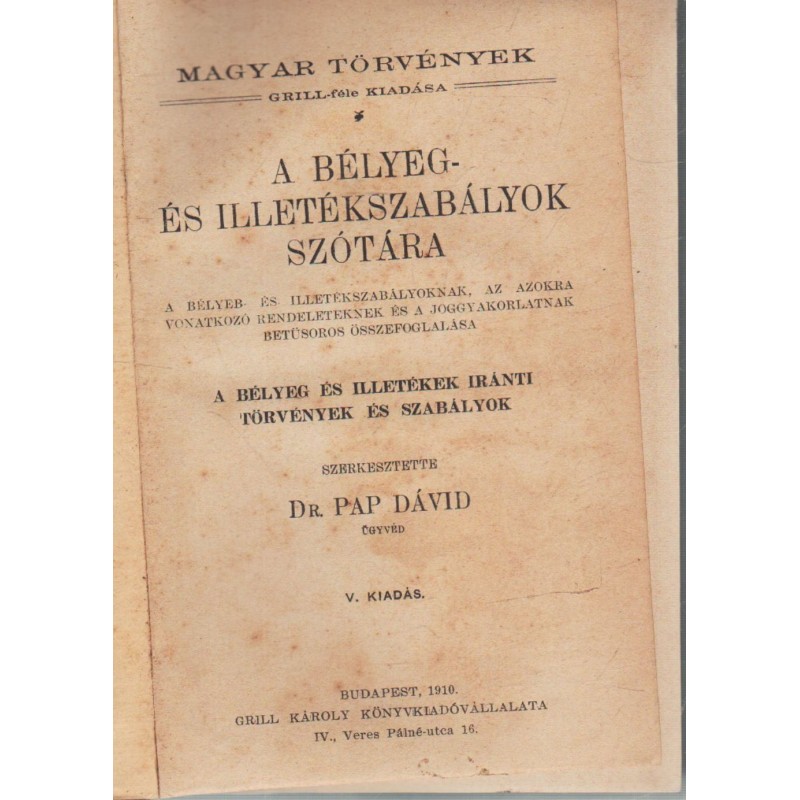 MAGYAR TÖRVÉNYEK
GRILL-féle KIADÁSA
A BÉLYEG-
ÉS ILLETÉKSZABÁLYOK
SZÓTÁRA
A BÉLYEB- ÉS ILLETÉKSZABÁLYOKNAK, AZ AZOKRA
VONATKOZÓ RENDELETEKNEK ÉS A JOGGYAKORLATNAK
BETŰSOROS ÖSSZEFOGLALÁSA
A BÉLYEG ÉS ILLETÉKEK IRÁNTI
TÖRVÉNYEK ÉS SZABÁLYOK
SZERKESZTETTE
DR. PAP DÁVID
ÜGYVÉD
V. KIADÁS.
BUDAPEST, 1910.
GRILL KÁROLY KÖNYVKIADÓVÁLLALATA
IV., Veres Pálné-utca 16.